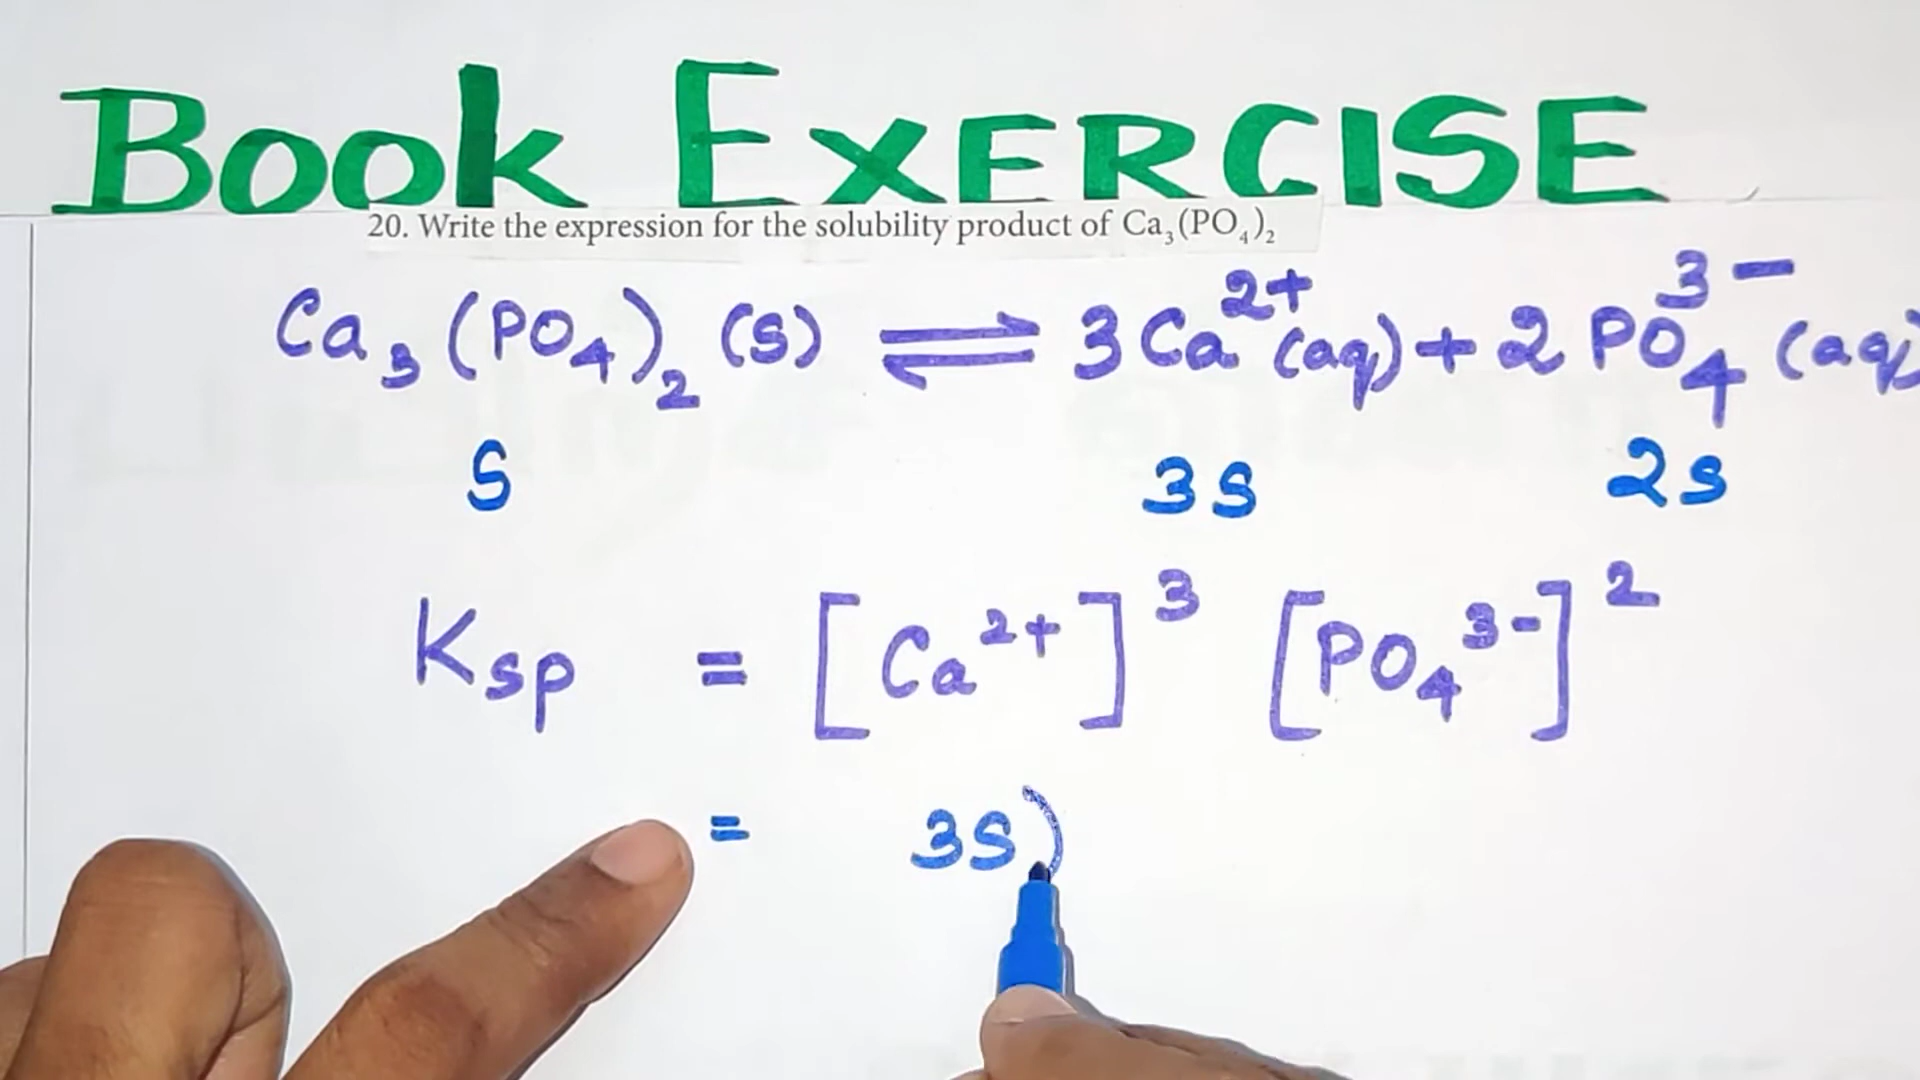 Book Exercise
20. Write the expression for the solubility product of Ca₃(PO₄)₂
Ca₃(PO₄)₂(s) ⇌ 3Ca²⁺(aq) + 2PO₄³⁻(aq)
S 3s 2s
Ksp = [Ca²⁺]³ [PO₄³⁻]²
= 3s)